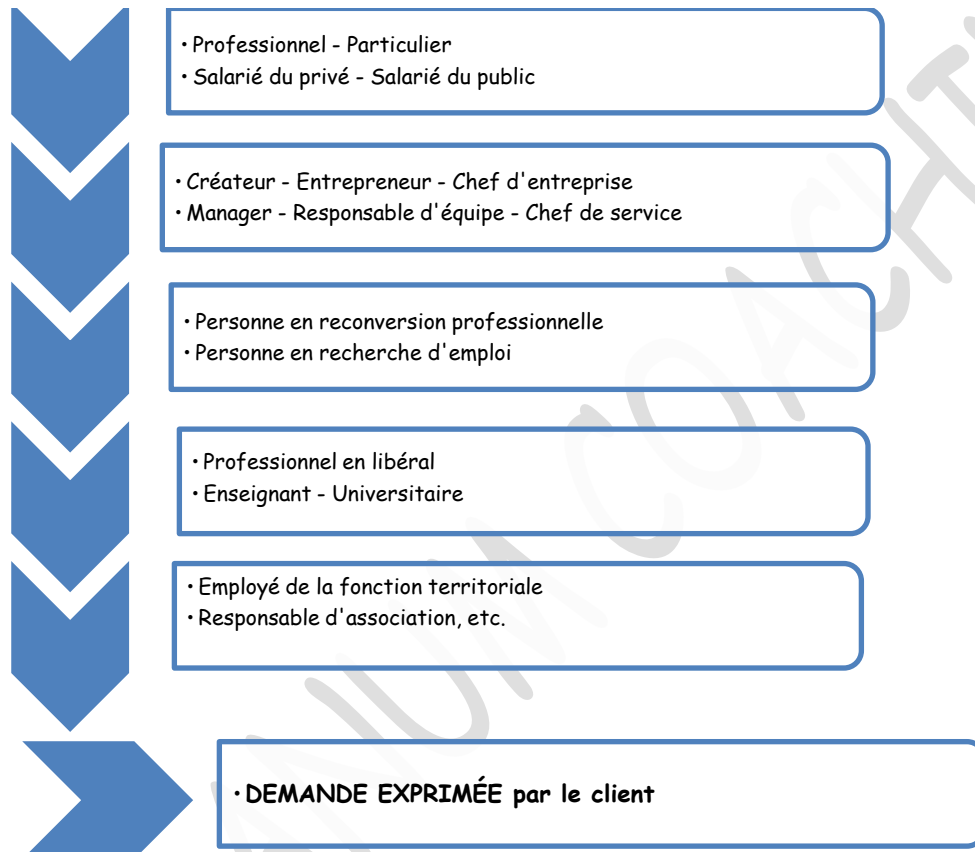 · Professionnel - Particulier
· Salarié du privé - Salarié du public
· Créateur - Entrepreneur - Chef d'entreprise
· Manager - Responsable d'équipe - Chef de service
· Personne en reconversion professionnelle
· Personne en recherche d'emploi
· Professionnel en libéral
· Enseignant - Universitaire
· Employé de la fonction territoriale
· Responsable d'association, etc.
· DEMANDE EXPRIMÉE par le client